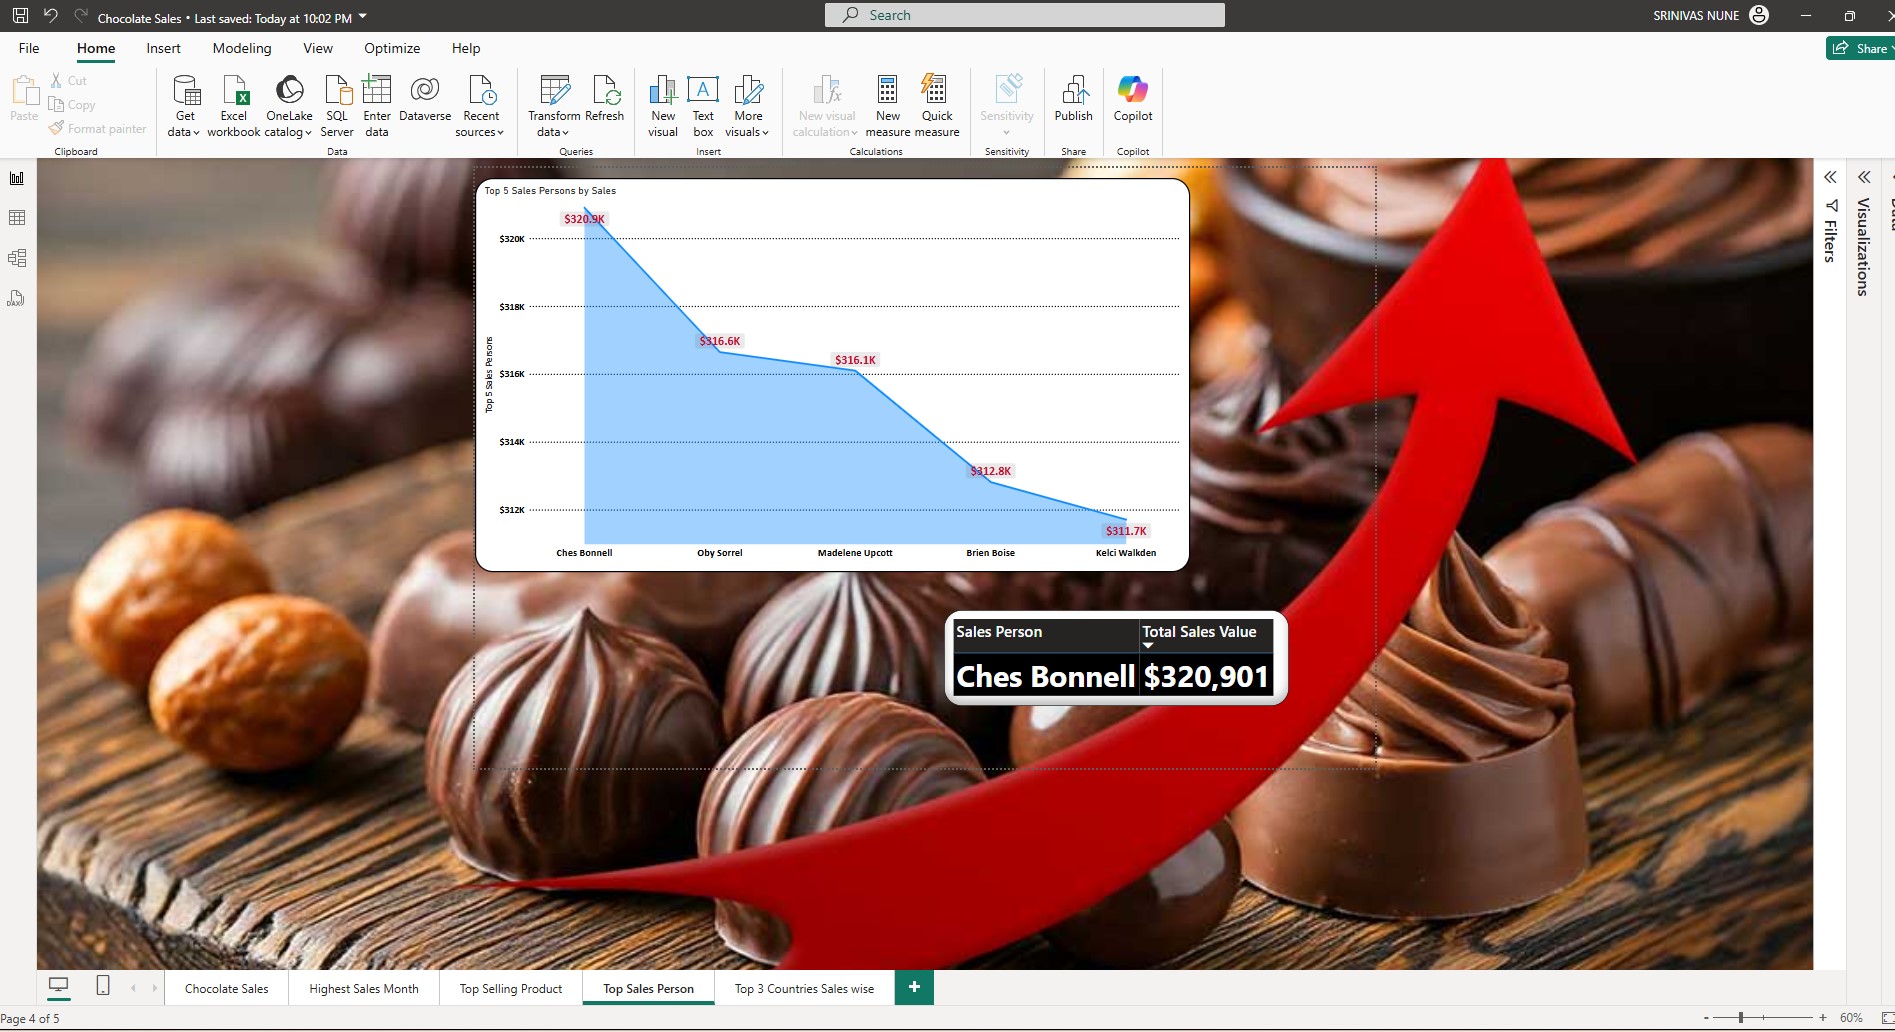 Chocolate Sales • Last saved: Today at 10:02 PM
Search
SRINIVAS NUNE
File Home Insert Modeling View Optimize Help
Share
Paste
Cut
Copy
Format painter
Clipboard
Get data
Excel workbook
OneLake catalog
SQL Server
Enter data
Dataverse
Recent sources
Data
Transform data
Refresh
Queries
New visual
Text box
More visuals
Insert
New visual calculation
New measure
Quick measure
Calculations
Sensitivity
Sensitivity
Publish
Share
Copilot
Copilot
Filters
Visualizations
Data
DAX
Top 5 Sales Persons by Sales
Top 5 Sales Persons
$320K
$318K
$316K
$314K
$312K
$320.9K
$316.6K
$316.1K
$312.8K
$311.7K
Ches Bonnell Oby Sorrel Madelene Upcott Brien Boise Kelci Walkden
Sales Person Total Sales Value
Ches Bonnell $320,901
Chocolate Sales Highest Sales Month Top Selling Product Top Sales Person Top 3 Countries Sales wise +
Page 4 of 5
- + 60%